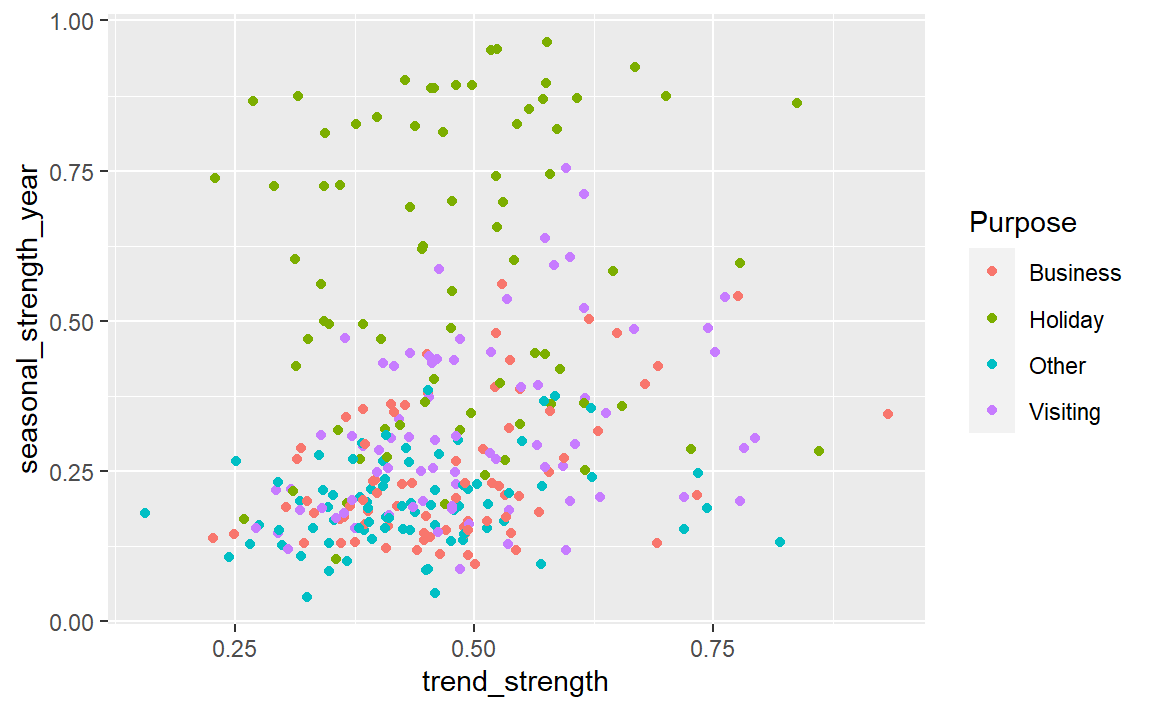 1.00
0.75
0.50
0.25
0.00
seasonal_strength_year
0.25 0.50 0.75
trend_strength
Purpose
Business
Holiday
Other
Visiting